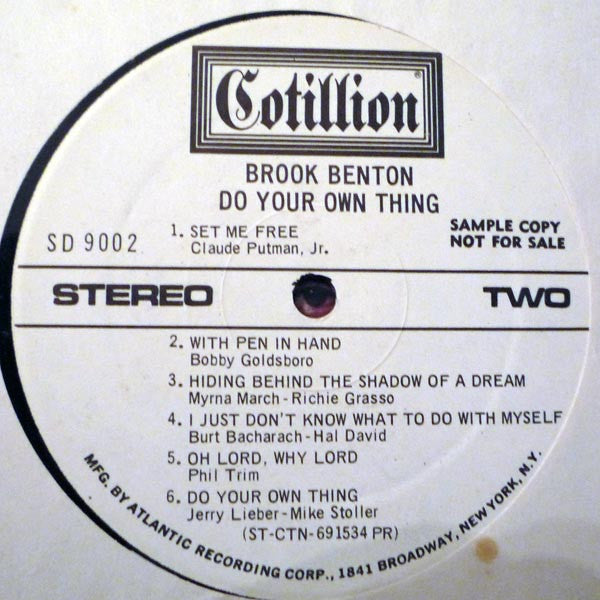 Cotillion®
BROOK BENTON
DO YOUR OWN THING
SD 9002
1. SET ME FREE
Claude Putman, Jr.
SAMPLE COPY
NOT FOR SALE
STEREO
TWO
2. WITH PEN IN HAND
Bobby Goldsboro
3. HIDING BEHIND THE SHADOW OF A DREAM
Myrna March-Richie Grasso
4. I JUST DON'T KNOW WHAT TO DO WITH MYSELF
Burt Bacharach-Hal David
5. OH LORD, WHY LORD
Phil Trim
6. DO YOUR OWN THING
Jerry Lieber-Mike Stoller
(ST-CTN-691534 PR)
MFG. BY ATLANTIC RECORDING CORP., 1841 BROADWAY, NEW YORK, N.Y.